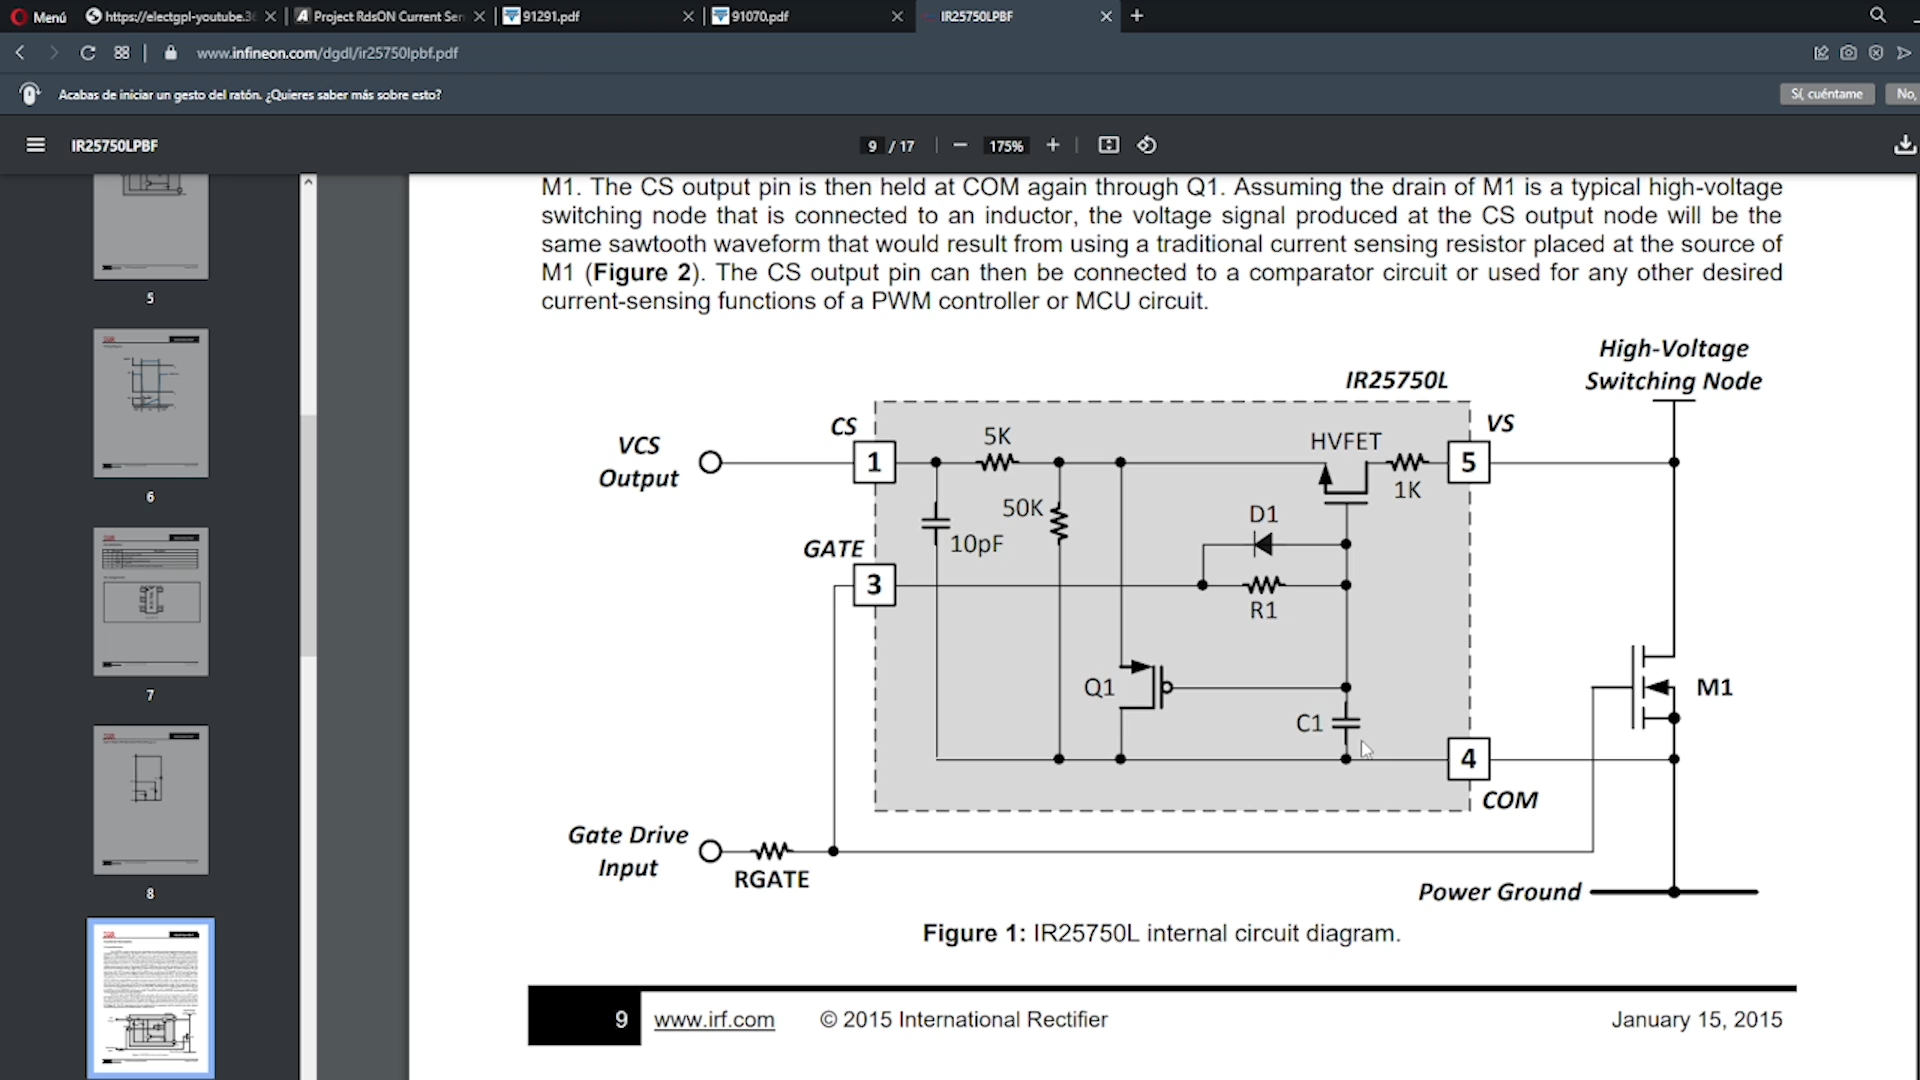 Menú
https://electgpl-youtube.3
Project RdsON Current Sen
91291.pdf
91070.pdf
IR25750LPBF
www.infineon.com/dgdl/ir25750lpbf.pdf
Acabas de iniciar un gesto del ratón. ¿Quieres saber más sobre esto?
Sí, cuéntame
No,
IR25750LPBF
9 / 17
175%
5
6
7
8
M1. The CS output pin is then held at COM again through Q1. Assuming the drain of M1 is a typical high-voltage
switching node that is connected to an inductor, the voltage signal produced at the CS output node will be the
same sawtooth waveform that would result from using a traditional current sensing resistor placed at the source of
M1 (Figure 2). The CS output pin can then be connected to a comparator circuit or used for any other desired
current-sensing functions of a PWM controller or MCU circuit.
High-Voltage
Switching Node
IR25750L
CS
VS
VCS
Output
1
5K
HVFET
1K
5
50K
10pF
D1
GATE
3
R1
Q1
C1
M1
4
COM
Gate Drive
Input
RGATE
Power Ground
Figure 1: IR25750L internal circuit diagram.
9
www.irf.com
© 2015 International Rectifier
January 15, 2015